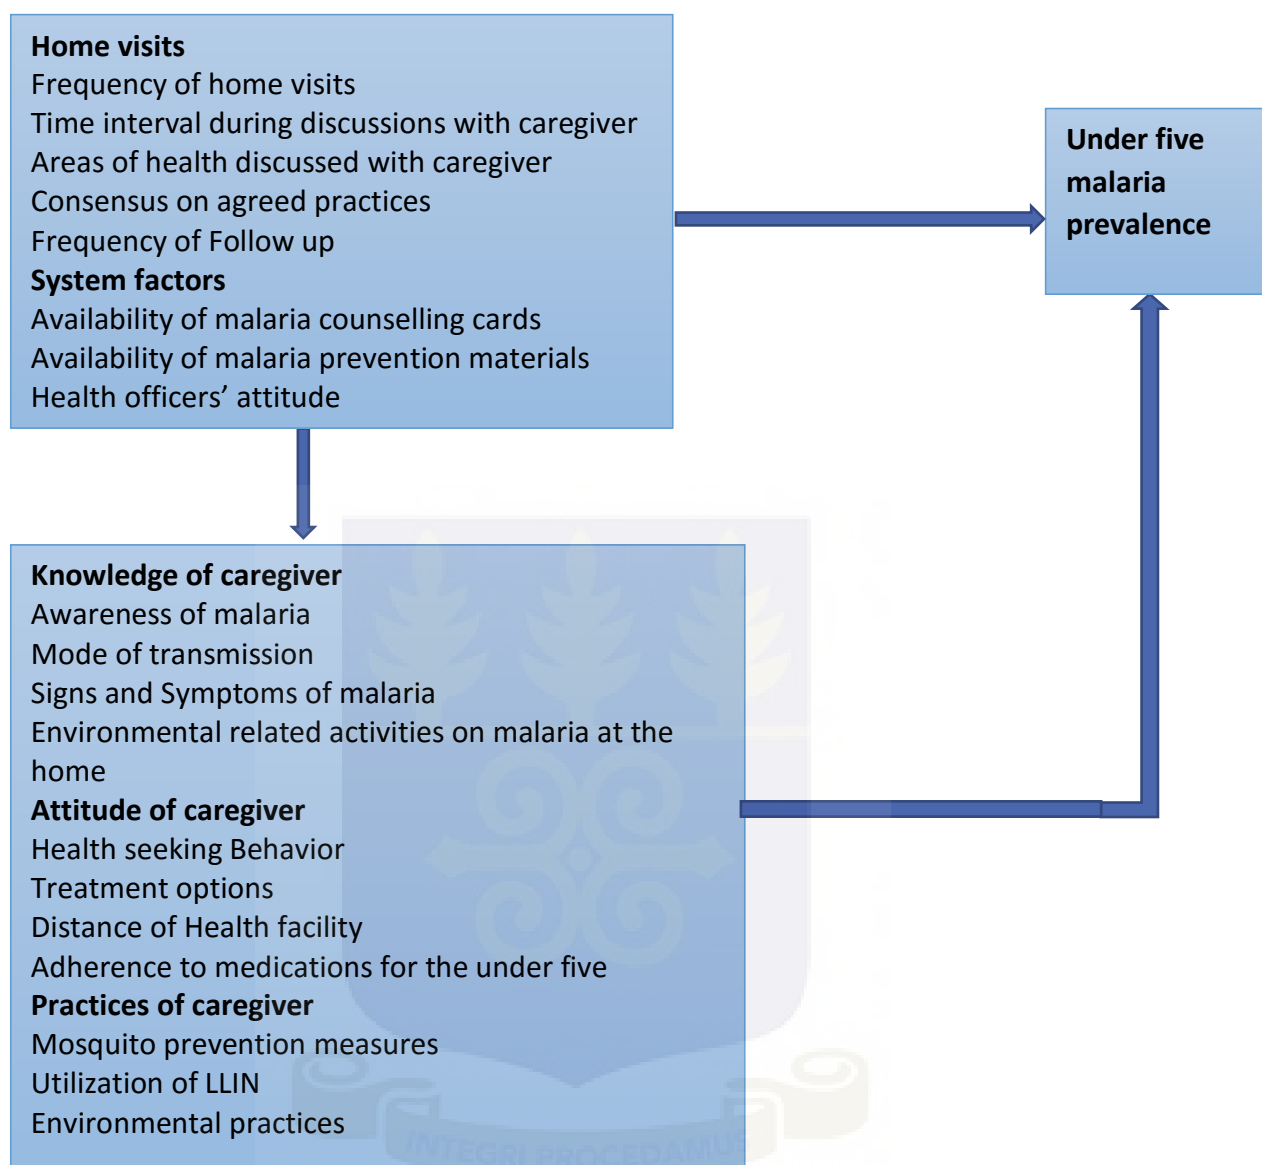 Home visits
Frequency of home visits
Time interval during discussions with caregiver
Areas of health discussed with caregiver
Consensus on agreed practices
Frequency of Follow up
System factors
Availability of malaria counselling cards
Availability of malaria prevention materials
Health officers’ attitude
Under five
malaria
prevalence
Knowledge of caregiver
Awareness of malaria
Mode of transmission
Signs and Symptoms of malaria
Environmental related activities on malaria at the
home
Attitude of caregiver
Health seeking Behavior
Treatment options
Distance of Health facility
Adherence to medications for the under five
Practices of caregiver
Mosquito prevention measures
Utilization of LLIN
Environmental practices
INTEGRI PROCEDAMUS